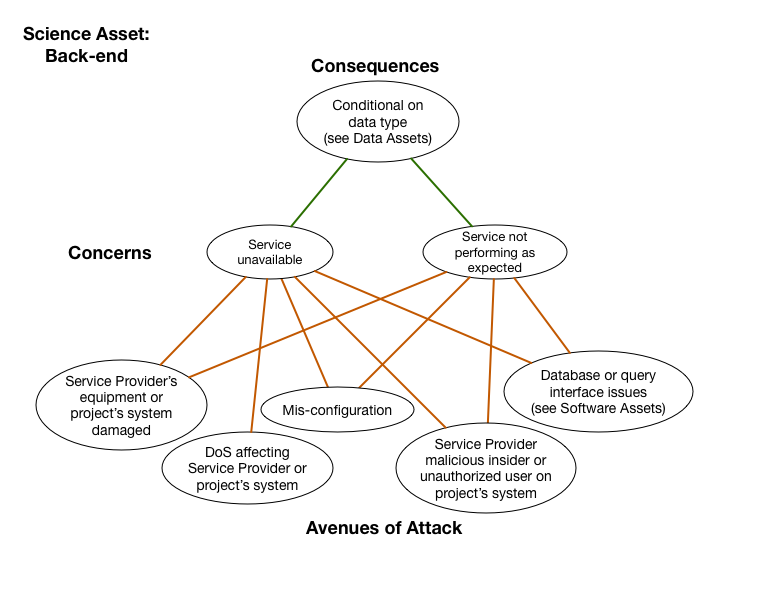 Science Asset:
Back-end
Consequences
Conditional on
data type
(see Data Assets)
Concerns
Service
unavailable
Service not
performing as
expected
Service Provider's
equipment or
project's system
damaged
DoS affecting
Service Provider or
project's system
Mis-configuration
Service Provider
malicious insider or
unauthorized user on
project's system
Database or query
interface issues
(see Software Assets)
Avenues of Attack